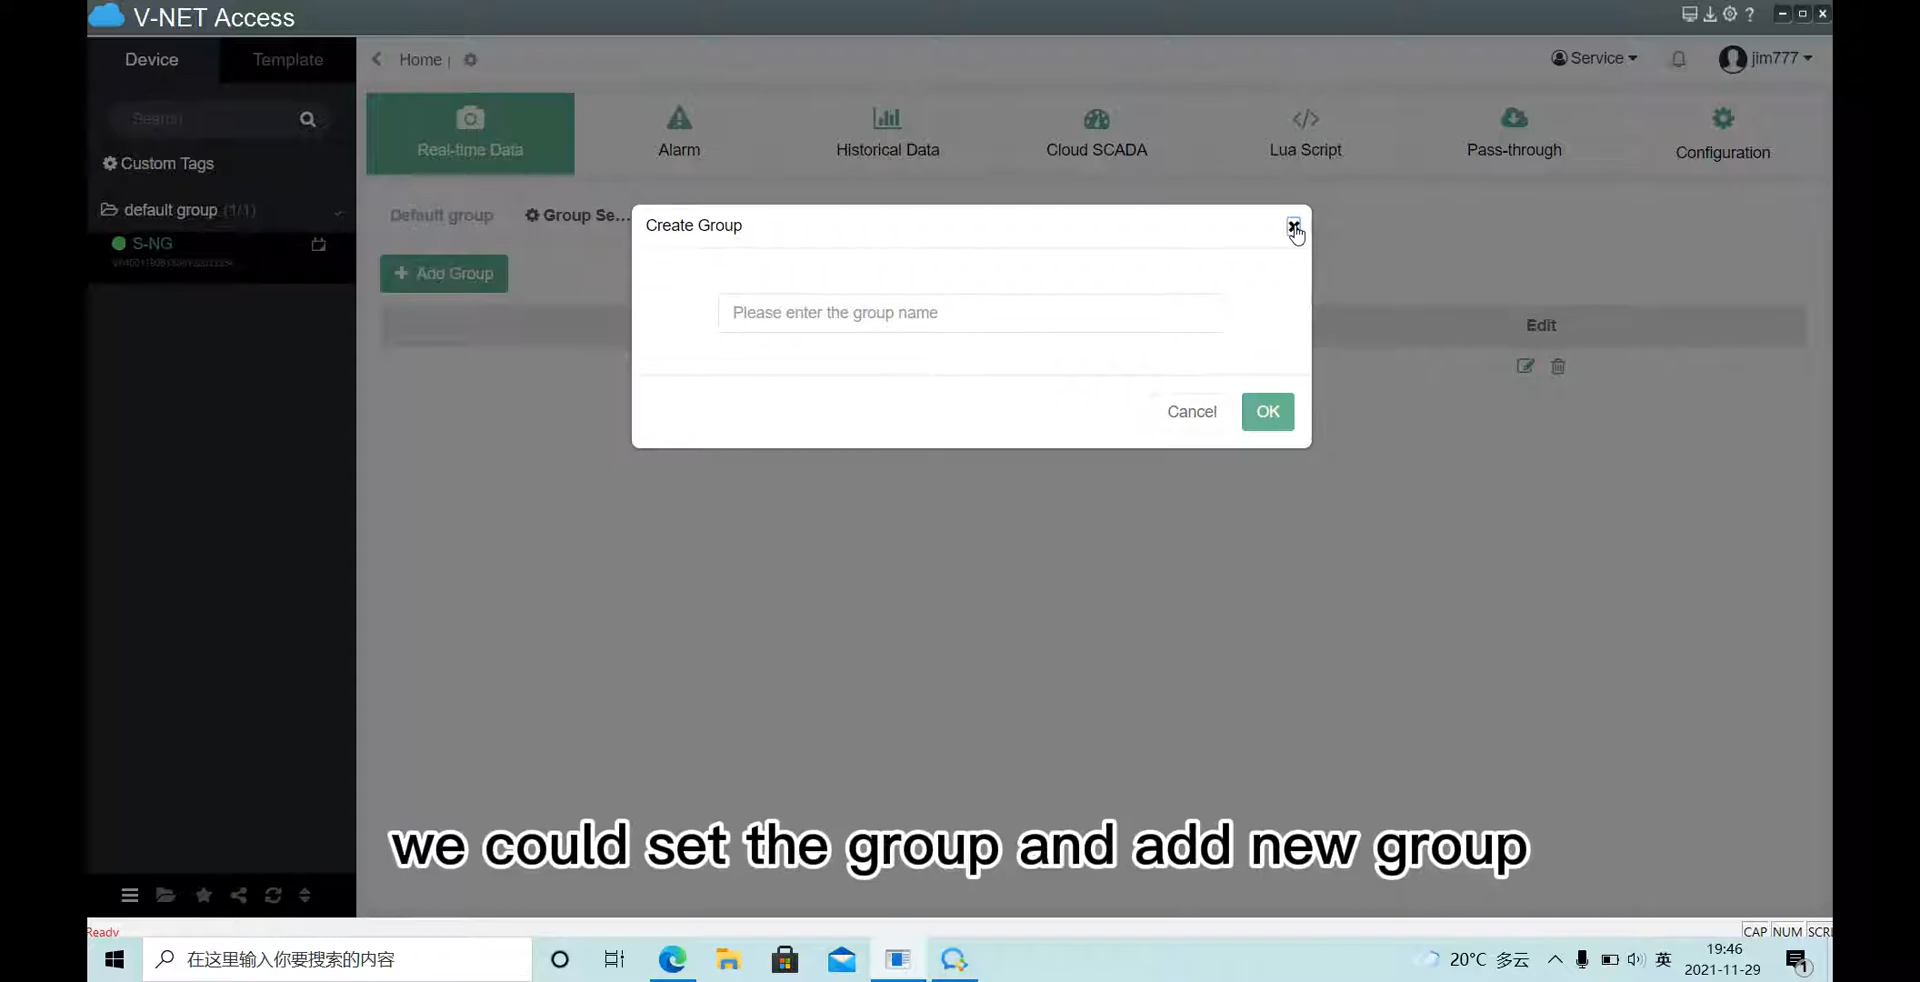 V-NET Access
Device
Template
Home |
Service
jim777
Search
Custom Tags
default group (1/1)
S-NG
Real-time Data
Alarm
Historical Data
Cloud SCADA
Lua Script
Pass-through
Configuration
Default group
Group Se...
Add Group
Create Group
Please enter the group name
Cancel
OK
Edit
we could set the group and add new group
Ready
CAP NUM SCRL
在这里输入你要搜索的内容
20°C 多云
英
19:46
2021-11-29
1